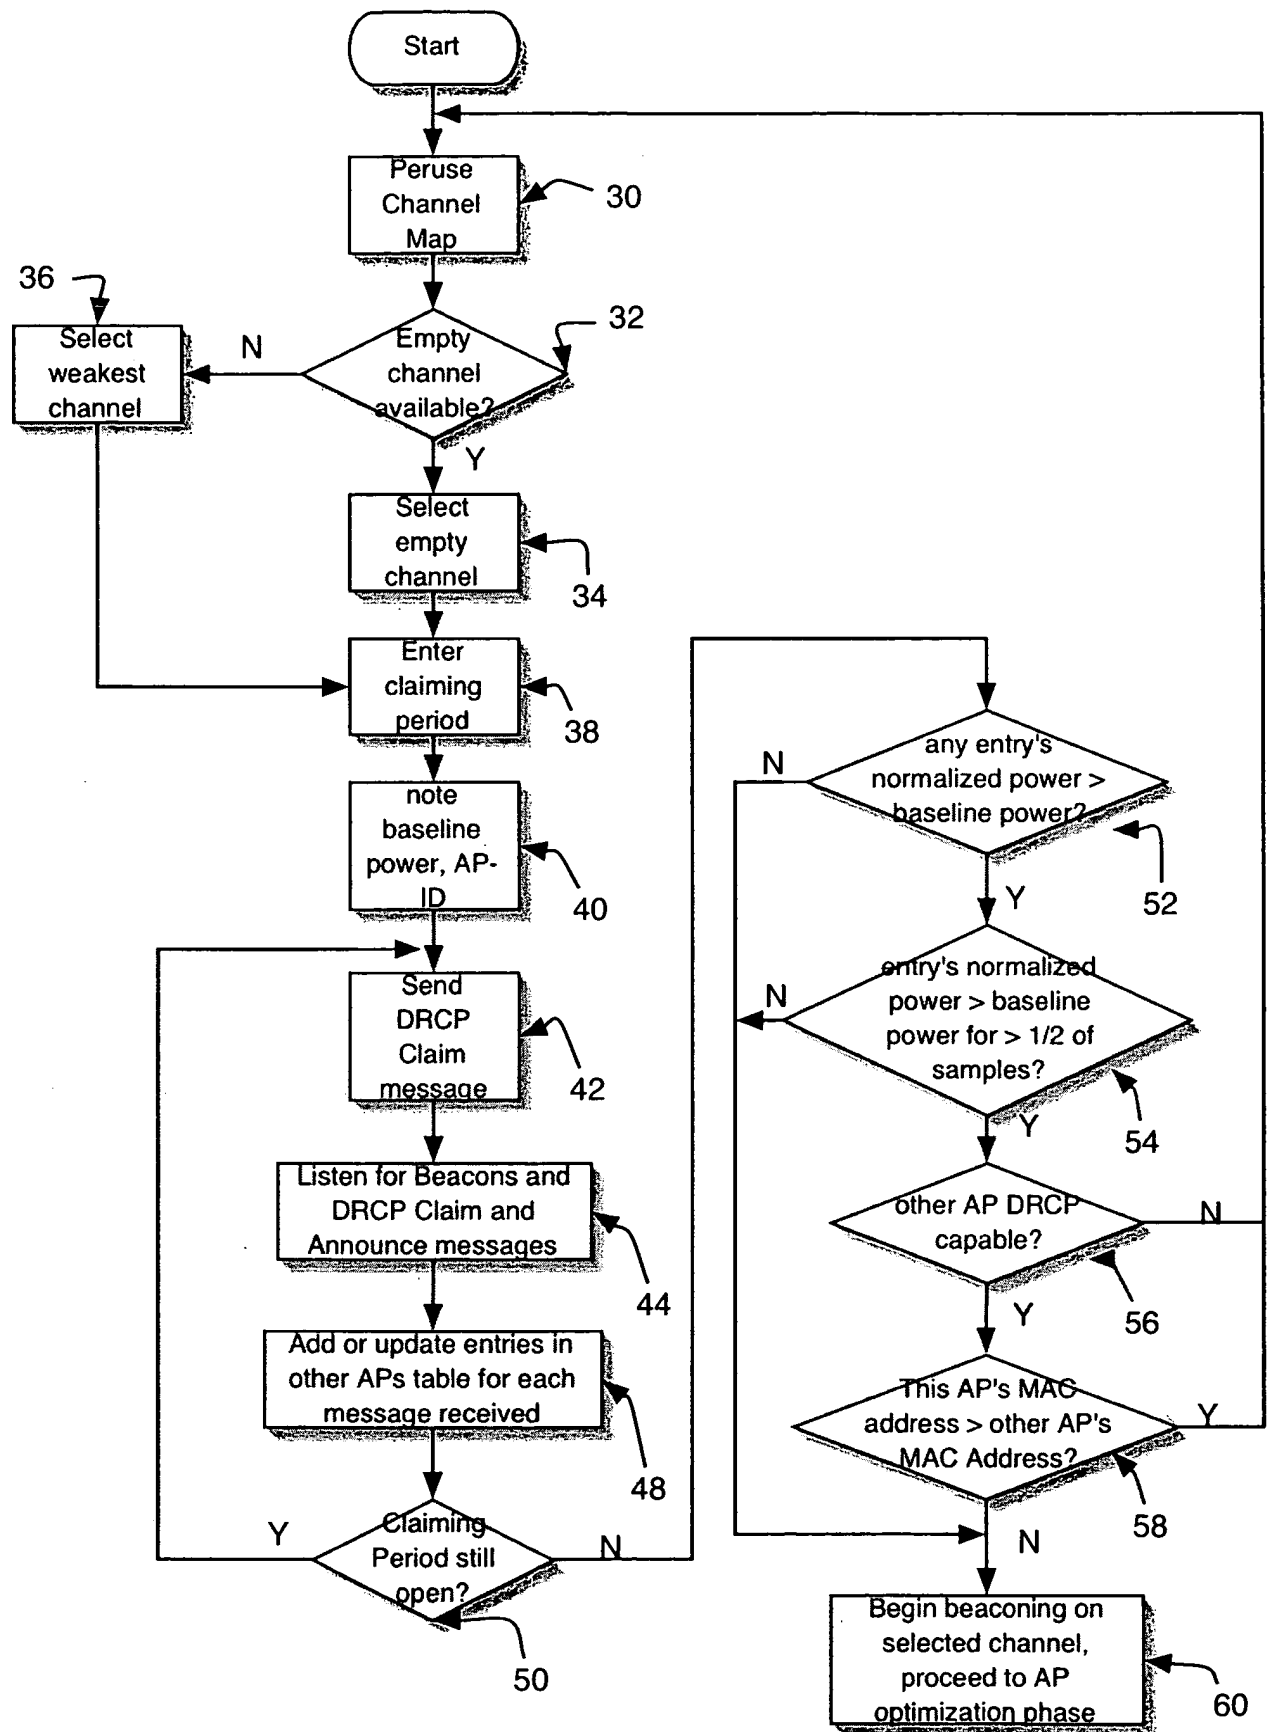 Start
Peruse
Channel
Map
30
36
Select
weakest
channel
N
Empty
channel
available?
32
Y
Select
empty
channel
34
Enter
claiming
period
38
note
baseline
power, AP-
ID
40
Send
DRCP
Claim
message
42
Listen for Beacons and
DRCP Claim and
Announce messages
44
Add or update entries in
other APs table for each
message received
48
Y
Claiming
Period still
open?
N
50
N
any entry's
normalized power >
baseline power?
52
Y
N
entry's normalized
power > baseline
power for > 1/2 of
samples?
54
Y
other AP DRCP
capable?
N
56
Y
This AP's MAC
address > other AP's
MAC Address?
Y
58
N
Begin beaconing on
selected channel,
proceed to AP
optimization phase
60